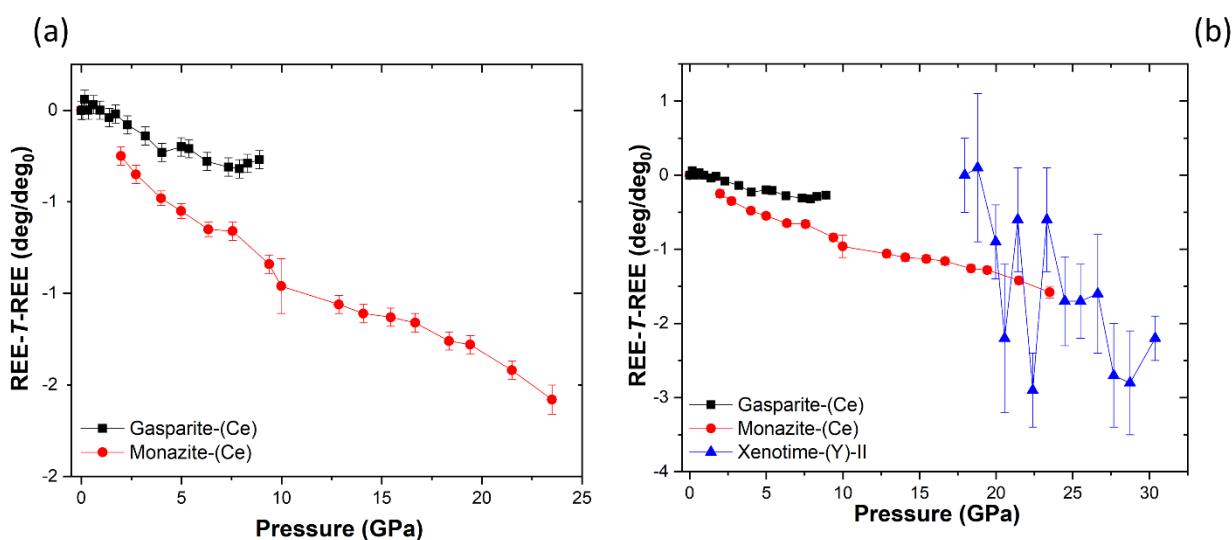 (a)
REE-T-REE (deg/deg₀)
0
-1
-1
-2
-2
Gasparite-(Ce)
Monazite-(Ce)
0 5 10 15 20 25
Pressure (GPa)
(b)
REE-T-REE (deg/deg₀)
1
0
-1
-2
-3
-4
Gasparite-(Ce)
Monazite-(Ce)
Xenotime-(Y)-II
0 5 10 15 20 25 30
Pressure (GPa)